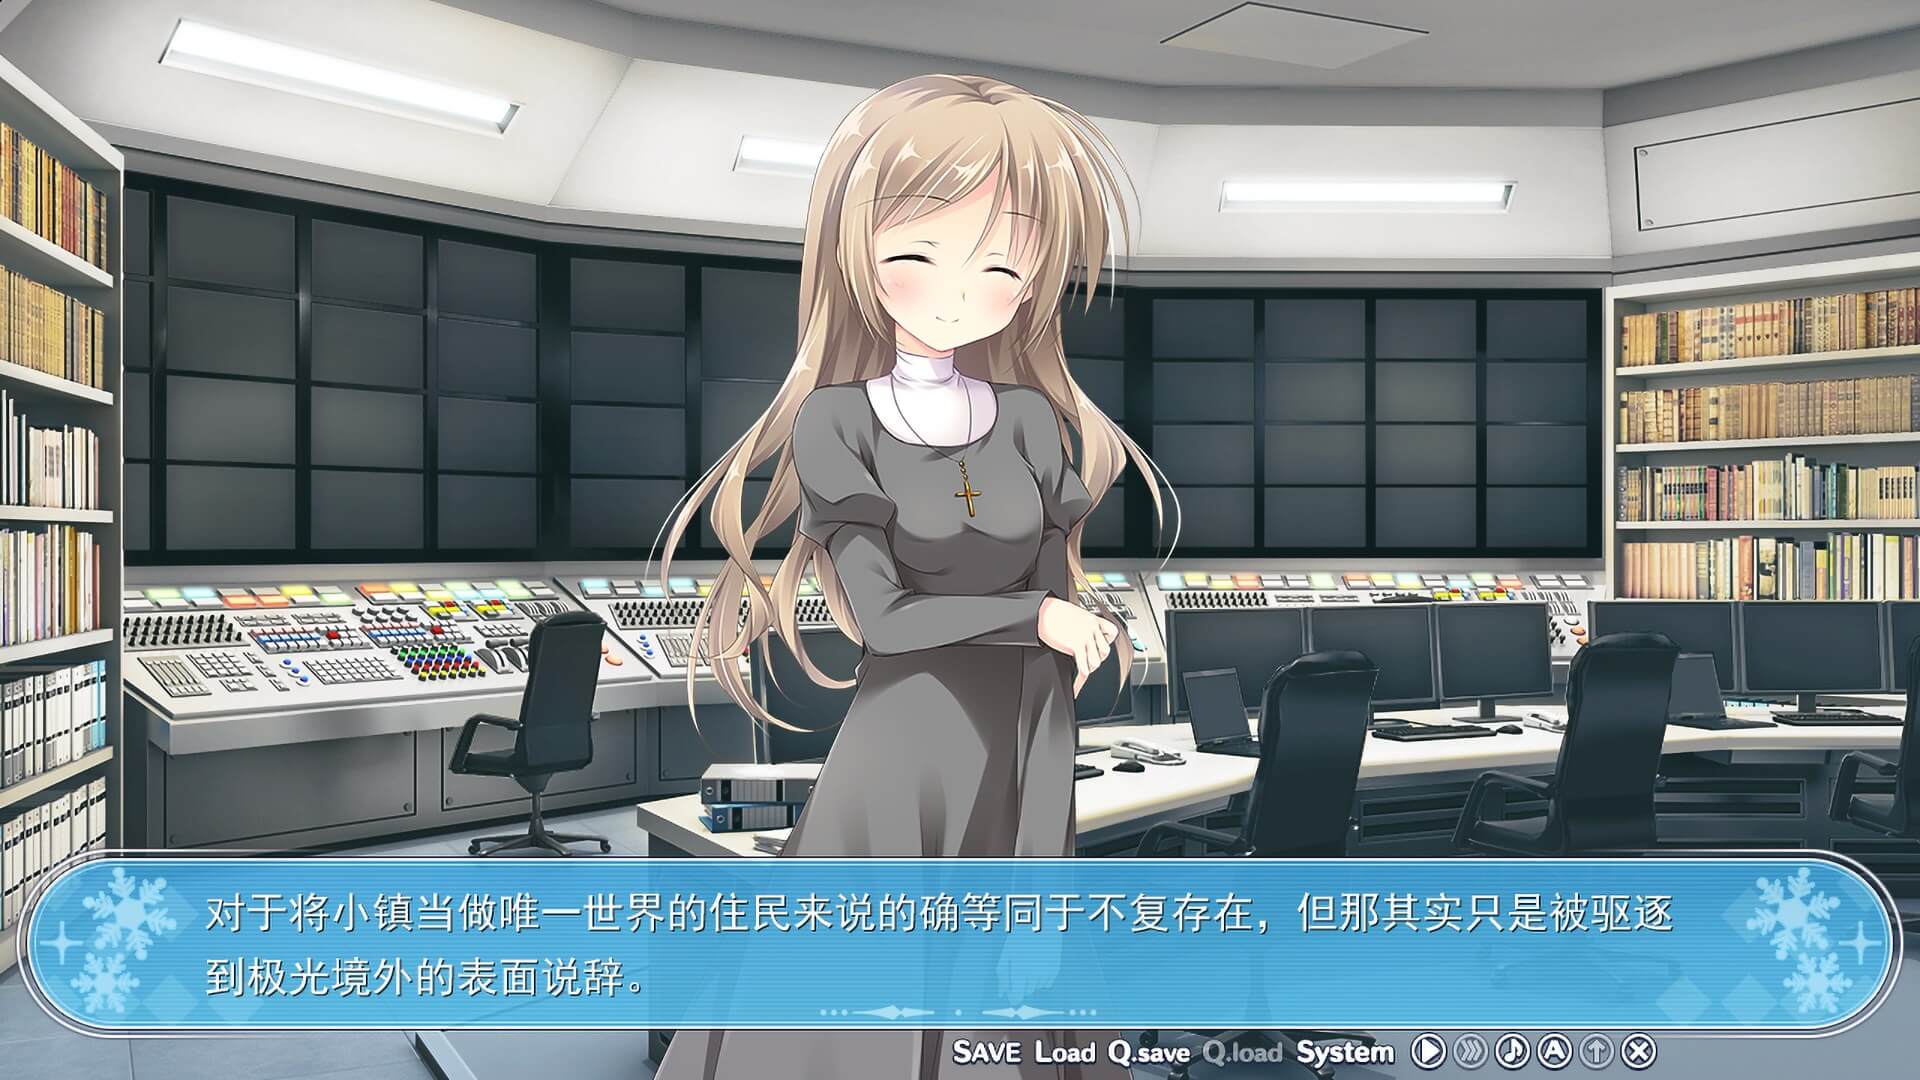 对于将小镇当做唯一世界的住民来说的确等同于不复存在，但那其实只是被驱逐
到极光境外的表面说辞。
SAVE Load Q.save Q.load System